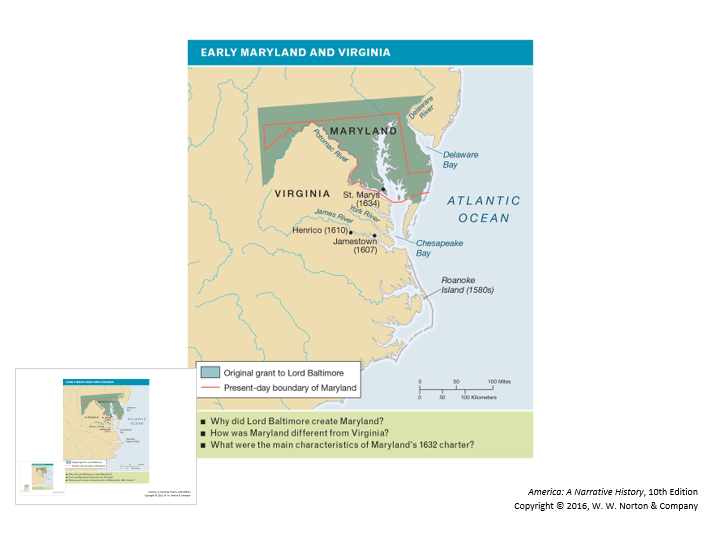 EARLY MARYLAND AND VIRGINIA
Delaware
River
MARYLAND
Potomac River
Delaware
Bay
VIRGINIA
St. Marys
(1634)
ATLANTIC
OCEAN
York River
James River
Henrico (1610)
Jamestown
(1607)
Chesapeake
Bay
Roanoke
Island (1580s)
Original grant to Lord Baltimore
Present-day boundary of Maryland
0 50 100 Miles
0 50 100 Kilometers
■ Why did Lord Baltimore create Maryland?
■ How was Maryland different from Virginia?
■ What were the main characteristics of Maryland's 1632 charter?
EARLY MARYLAND AND VIRGINIA
America: A Narrative History, 10th Edition
Copyright © 2016, W. W. Norton & Company